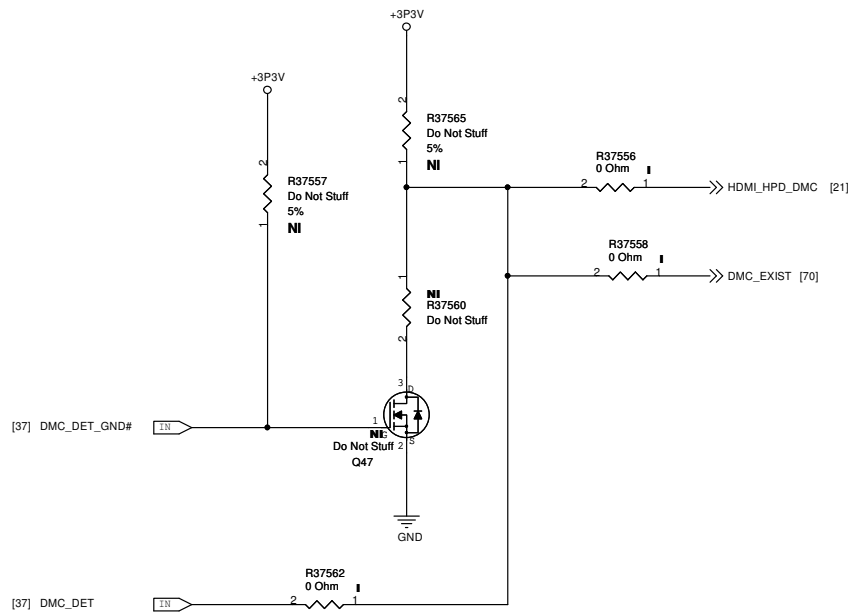 +3P3V
+3P3V
R37565
Do Not Stuff
5%
NI
2
1
R37557
Do Not Stuff
5%
NI
2
1
R37556
0 Ohm
I
2
1
HDMI_HPD_DMC [21]
R37558
0 Ohm
I
2
1
DMC_EXIST [70]
1
NI
R37560
Do Not Stuff
2
3
D
[37] DMC_DET_GND#
IN
1
G
NI
Do Not Stuff
2
S
Q47
GND
R37562
0 Ohm
I
[37] DMC_DET
IN
2
1